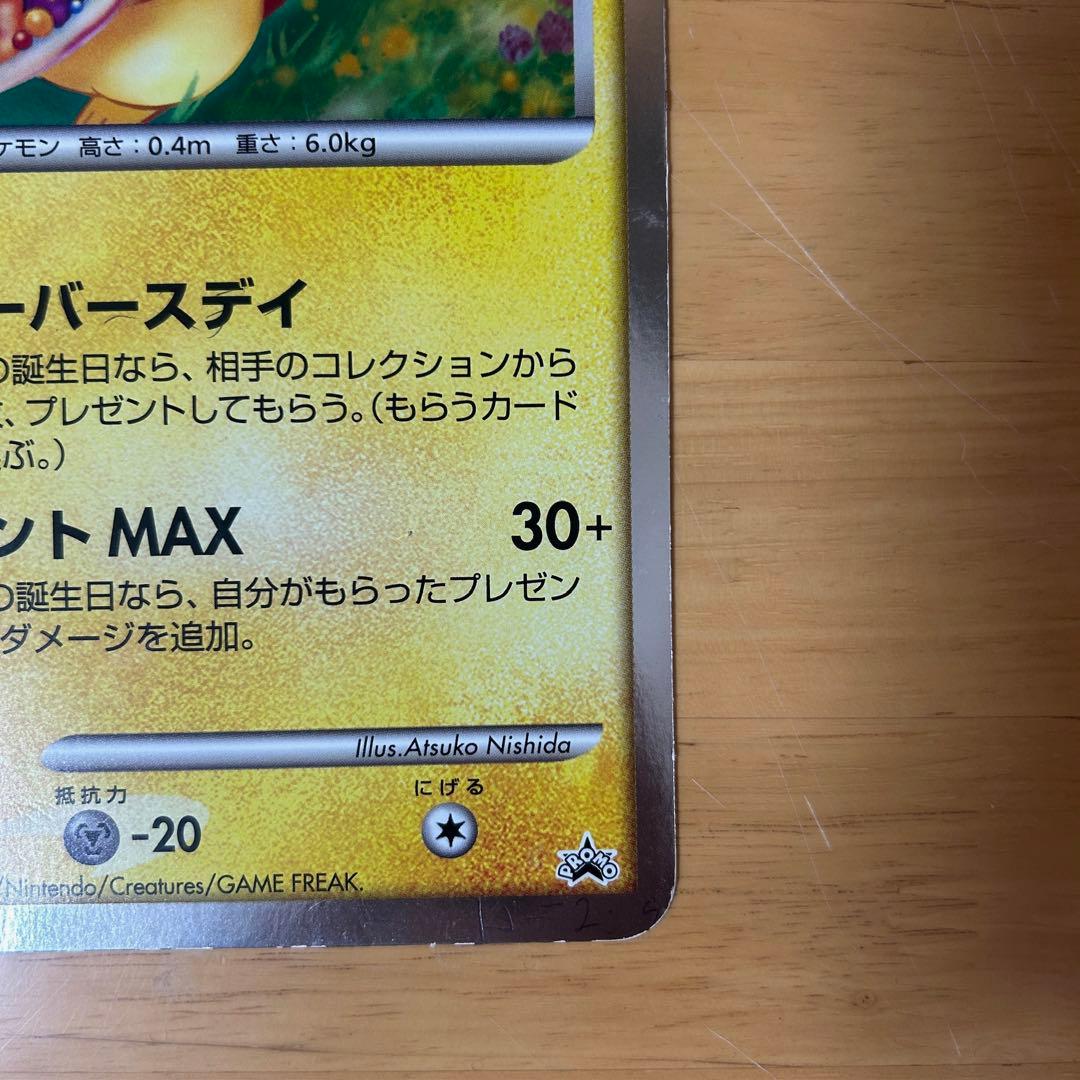 ケモン 高さ：0.4m 重さ：6.0kg
ーバースデイ
の誕生日なら、相手のコレクションから
、プレゼントしてもらう。（もらうカード
ぶ。）
ントMAX 30+
の誕生日なら、自分がもらったプレゼン
ダメージを追加。
Illus.Atsuko Nishida
抵抗力 にげる
-20
PROMO
/Nintendo/Creatures/GAME FREAK.